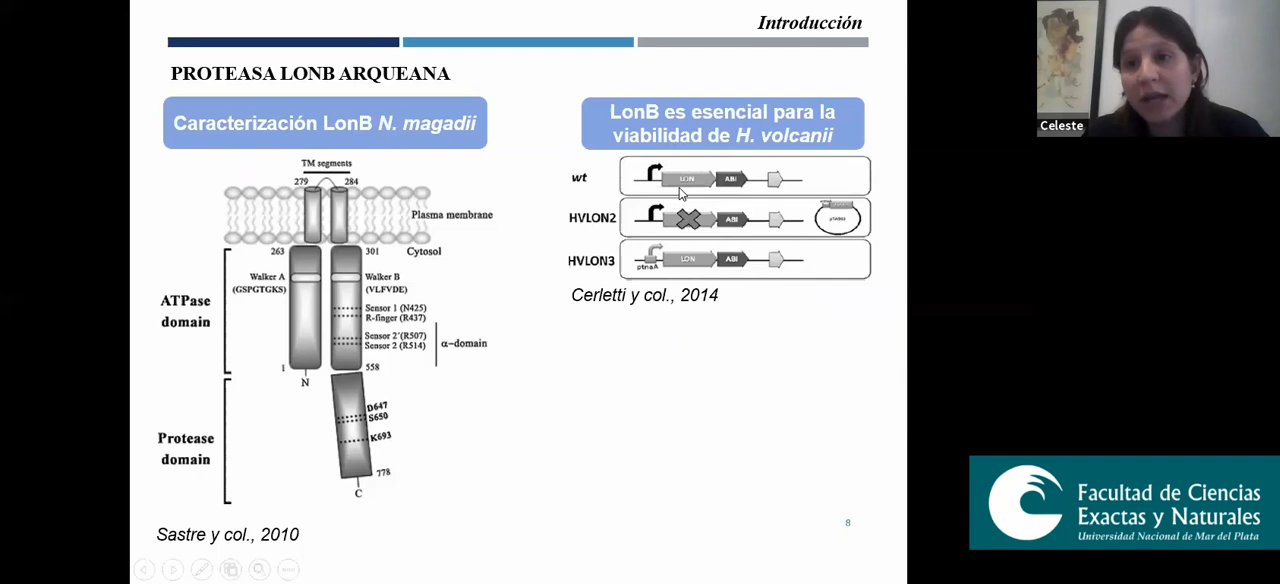 Introducción
PROTEASA LONB ARQUEANA
Caracterización LonB N. magadii
TM segments
279
284
Plasma membrane
263
301
Cytosol
Walker A
(GSPGTGKS)
Walker B
(VLFVDE)
ATPase
domain
Sensor 1 (N425)
R-finger (R437)
Sensor 2'(R507)
Sensor 2 (R514)
α-domain
1
558
N
Protease
domain
D647
S650
K693
778
C
Sastre y col., 2010
LonB es esencial para la
viabilidad de H. volcanii
wt
LON
ABI
HVLON2
ABI
HVLON3
ptnaA
LON
ABI
Cerletti y col., 2014
8
Celeste
Facultad de Ciencias
Exactas y Naturales
Universidad Nacional de Mar del Plata